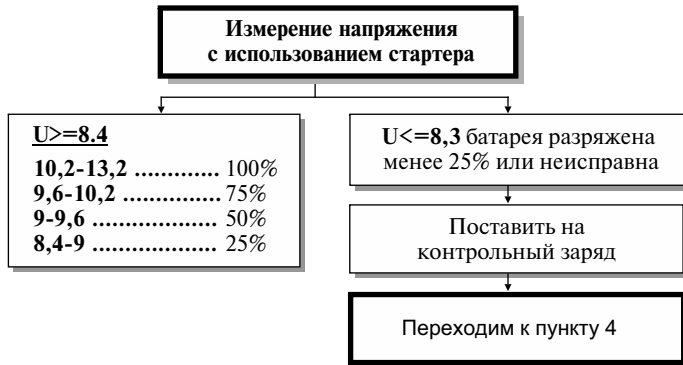 Измерение напряжения
с использованием стартера
U>=8.4
10,2-13,2 ............. 100%
9,6-10,2 ............... 75%
9-9,6 ..................... 50%
8,4-9 .................... 25%
U<=8,3 батарея разряжена
менее 25% или неисправна
Поставить на
контрольный заряд
Переходим к пункту 4